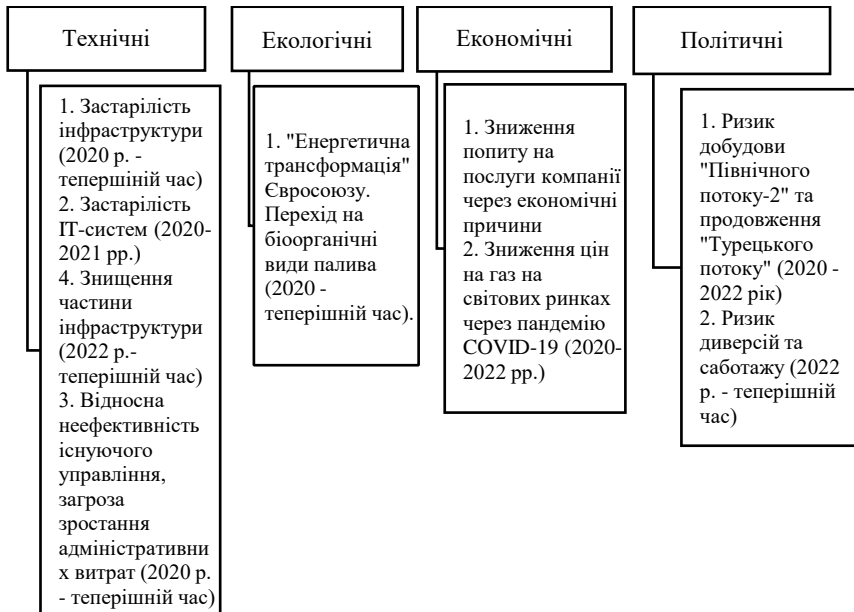 Технічні
1. Застарілість
інфраструктури
(2020 р. -
тепершіній час)
2. Застарілість
ІТ-систем (2020-
2021 рр.)
4. Знищення
частини
інфраструктури
(2022 р.-
теперішній час)
3. Відносна
неефективність
існуючого
управління,
загроза
зростання
адміністративни
х витрат (2020 р.
- теперішній час)
Екологічні
1. "Енергетична
трансформація"
Євросоюзу.
Перехід на
біоорганічні
види палива
(2020 -
теперішній час).
Економічні
1. Зниження
попиту на
послуги компанії
через економічні
причини
2. Зниження цін
на газ на
світових ринках
через пандемію
COVID-19 (2020-
2022 рр.)
Політичні
1. Ризик
добудови
"Північного
потоку-2" та
продовження
"Турецького
потоку" (2020 -
2022 рік)
2. Ризик
диверсій та
саботажу (2022
р. - теперішній
час)